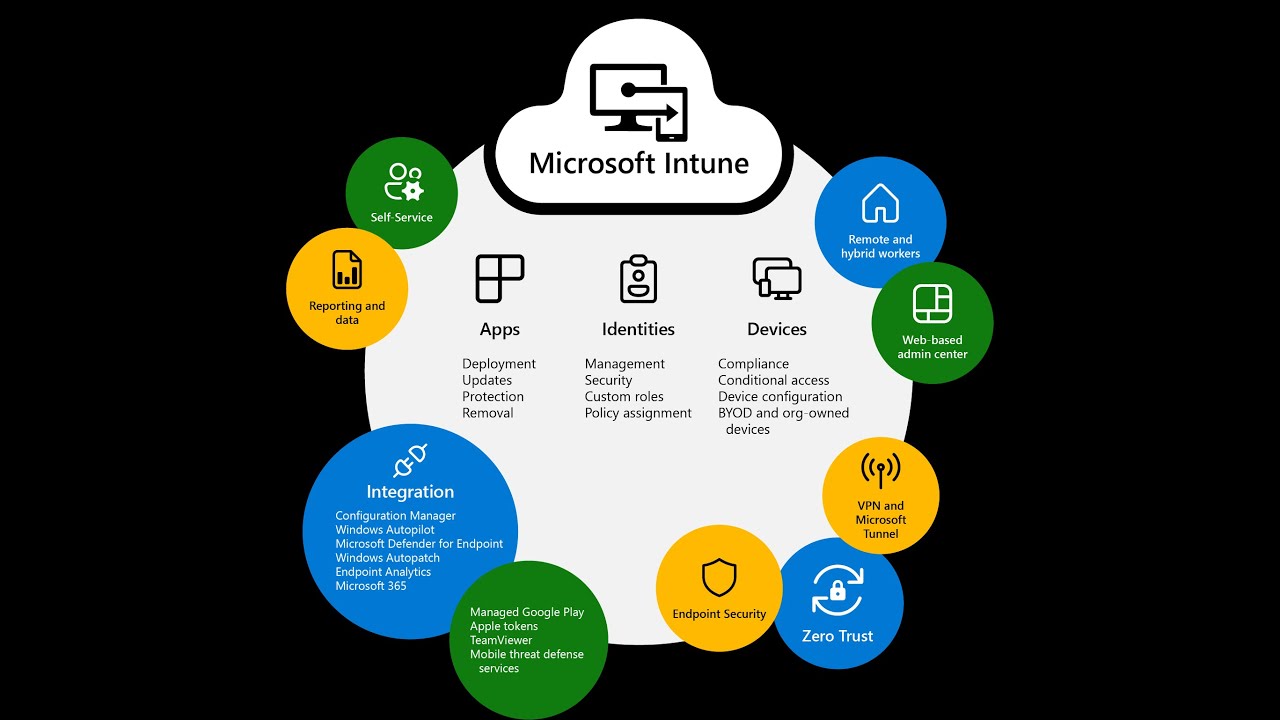 Microsoft Intune
Self-Service
Reporting and
data
Remote and
hybrid workers
Web-based
admin center
Apps
Deployment
Updates
Protection
Removal
Identities
Management
Security
Custom roles
Policy assignment
Devices
Compliance
Conditional access
Device configuration
BYOD and org-owned
devices
Integration
Configuration Manager
Windows Autopilot
Microsoft Defender for Endpoint
Windows Autopatch
Endpoint Analytics
Microsoft 365
Managed Google Play
Apple tokens
TeamViewer
Mobile threat defense
services
VPN and
Microsoft
Tunnel
Endpoint Security
Zero Trust